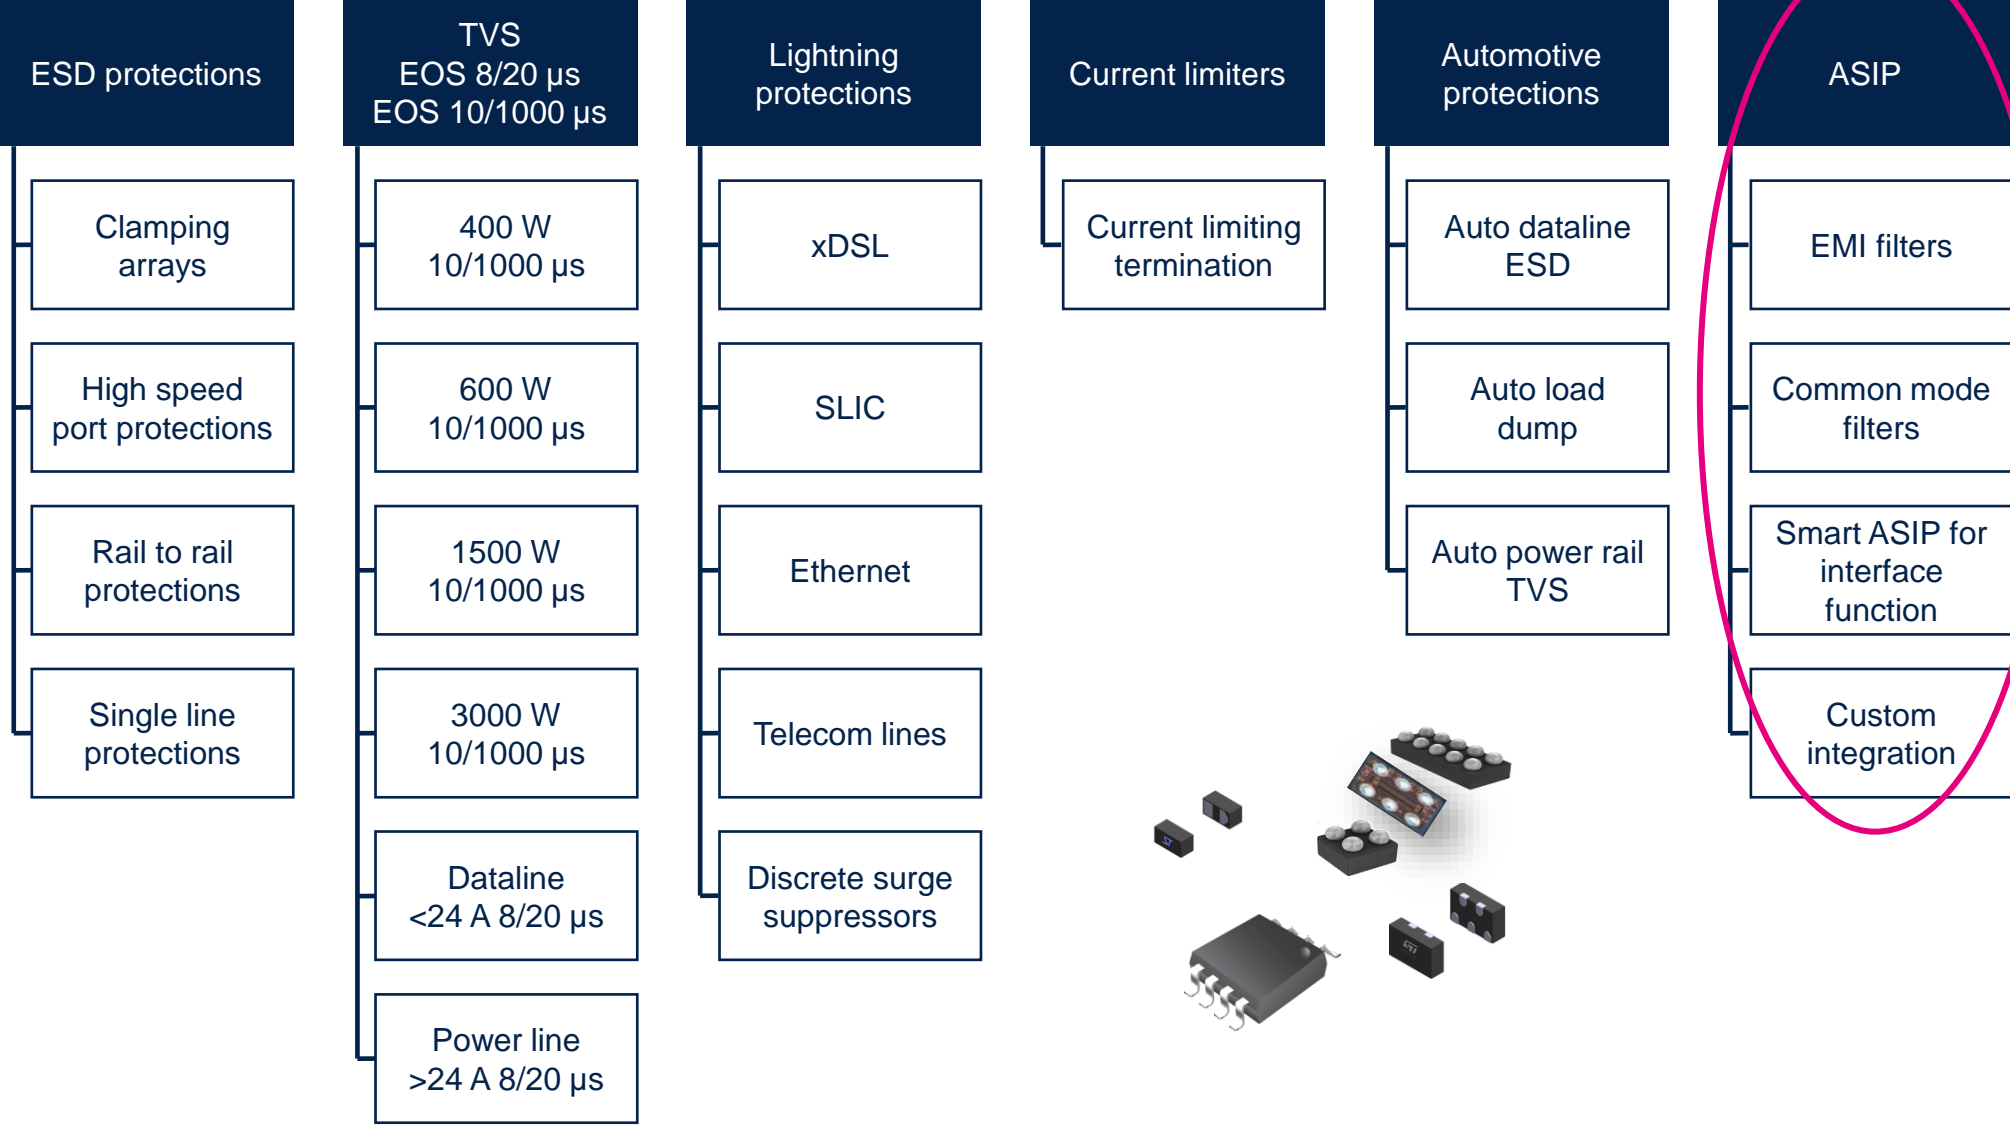 ESD protections
Clamping
arrays
High speed
port protections
Rail to rail
protections
Single line
protections
TVS
EOS 8/20 µs
EOS 10/1000 µs
400 W
10/1000 µs
600 W
10/1000 µs
1500 W
10/1000 µs
3000 W
10/1000 µs
Dataline
<24 A 8/20 µs
Power line
>24 A 8/20 µs
Lightning
protections
xDSL
SLIC
Ethernet
Telecom lines
Discrete surge
suppressors
Current limiters
Current limiting
termination
Automotive
protections
Auto dataline
ESD
Auto load
dump
Auto power rail
TVS
ASIP
EMI filters
Common mode
filters
Smart ASIP for
interface
function
Custom
integration
ST
ST